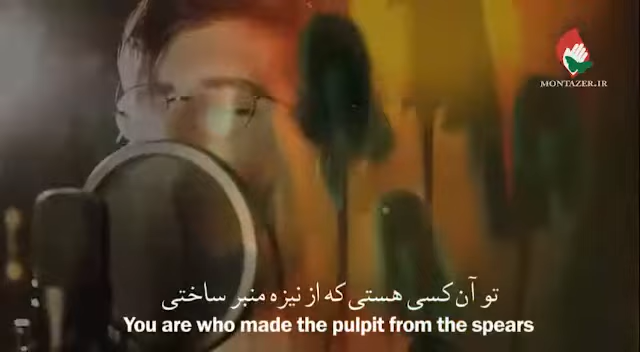 MONTAZER.IR
تو آن کسی هستی که از نیزه منبر ساختی
You are who made the pulpit from the spears